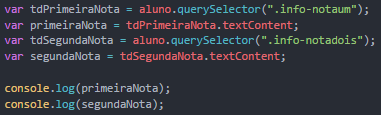 var tdPrimeiraNota = aluno.querySelector(".info-notaum");
var primeiraNota = tdPrimeiraNota.textContent;
var tdSegundaNota = aluno.querySelector(".info-notadois");
var segundaNota = tdSegundaNota.textContent;
console.log(primeiraNota);
console.log(segundaNota);